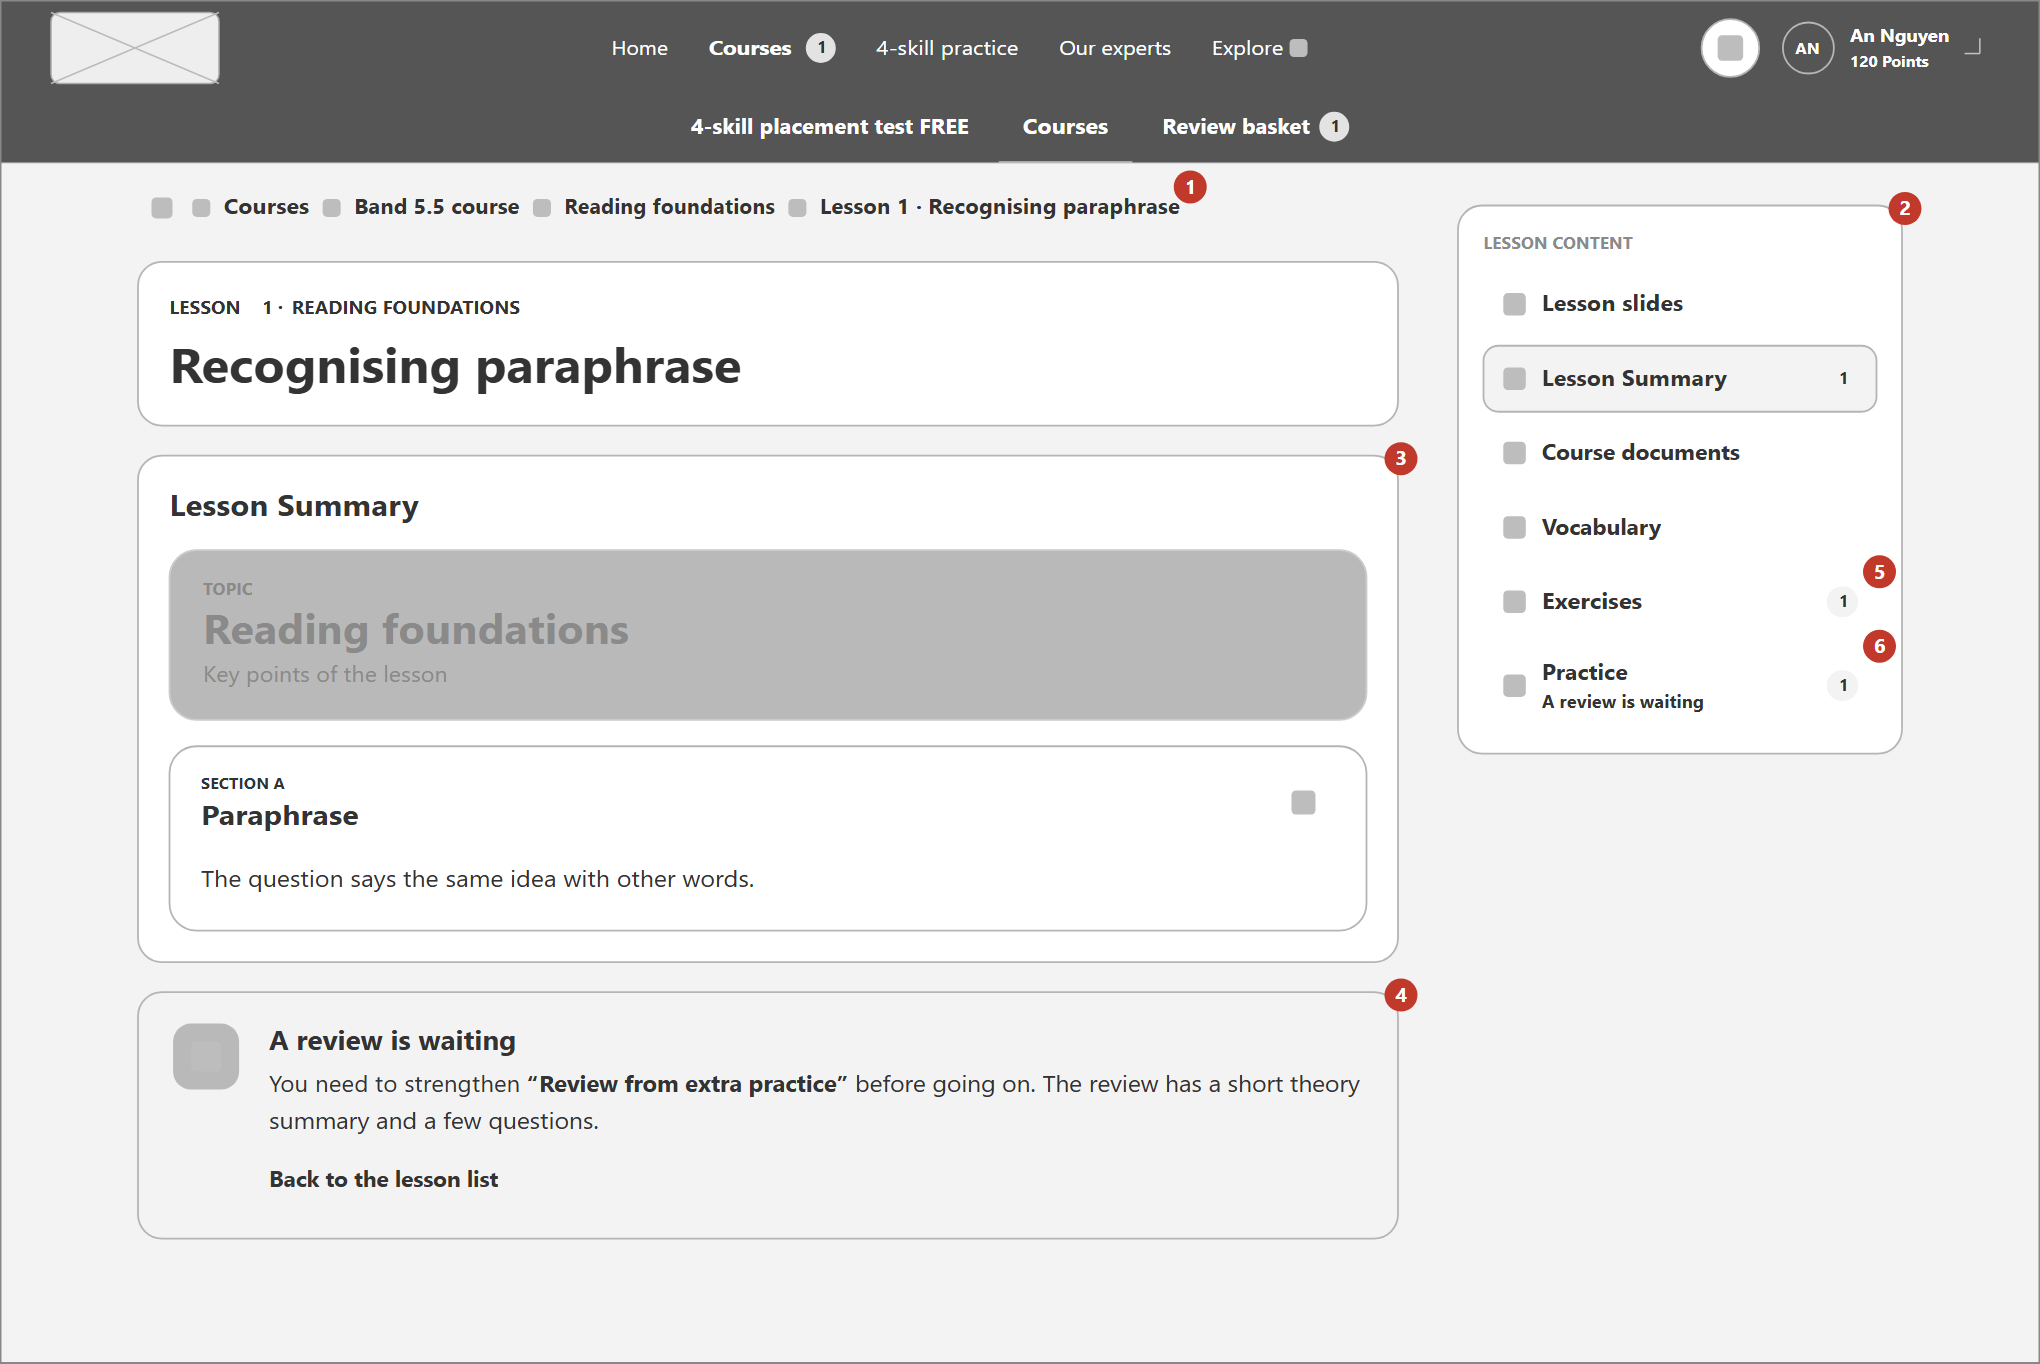 Home
Courses 1
4-skill practice
Our experts
Explore
AN
An Nguyen
120 Points
4-skill placement test FREE
Courses
Review basket 1
Courses
Band 5.5 course
Reading foundations
Lesson 1 · Recognising paraphrase
1
LESSON 1 · READING FOUNDATIONS
Recognising paraphrase
3
Lesson Summary
TOPIC
Reading foundations
Key points of the lesson
SECTION A
Paraphrase
The question says the same idea with other words.
4
A review is waiting
You need to strengthen “Review from extra practice” before going on. The review has a short theory
summary and a few questions.
Back to the lesson list
2
LESSON CONTENT
Lesson slides
Lesson Summary 1
Course documents
Vocabulary
5
Exercises 1
6
Practice 1
A review is waiting